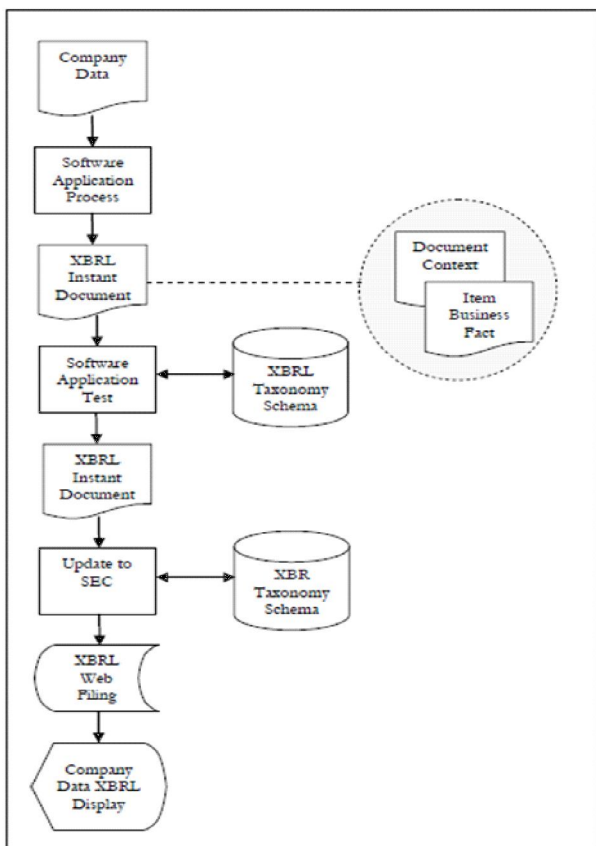 Company
Data
Software
Application
Process
XBRL
Instant
Document
Document
Context
Item
Business
Fact
Software
Application
Test
XBRL
Taxonomy
Schema
XBRL
Instant
Document
Update to
SEC
XBR
Taxonomy
Schema
XBRL
Web
Filing
Company
Data XBRL
Display